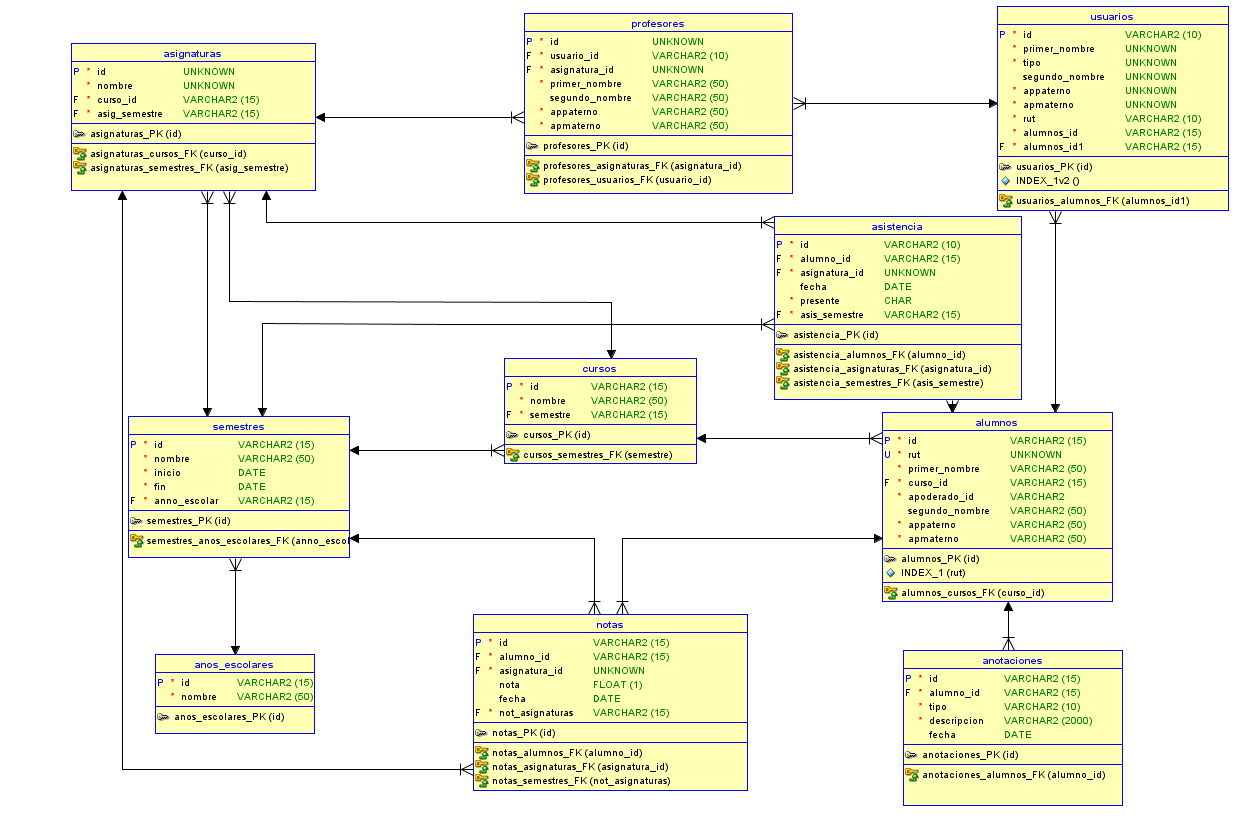 asignaturas
P * id UNKNOWN
* nombre UNKNOWN
F * curso_id VARCHAR2 (15)
F * asig_semestre VARCHAR2 (15)
asignaturas_PK (id)
asignaturas_cursos_FK (curso_id)
asignaturas_semestres_FK (asig_semestre)
profesores
P * id UNKNOWN
F * usuario_id VARCHAR2 (10)
F * asignatura_id UNKNOWN
* primer_nombre VARCHAR2 (50)
segundo_nombre VARCHAR2 (50)
* appaterno VARCHAR2 (50)
* apmaterno VARCHAR2 (50)
profesores_PK (id)
profesores_asignaturas_FK (asignatura_id)
profesores_usuarios_FK (usuario_id)
usuarios
P * id VARCHAR2 (10)
* primer_nombre UNKNOWN
* tipo UNKNOWN
segundo_nombre UNKNOWN
* appaterno UNKNOWN
* apmaterno UNKNOWN
* rut VARCHAR2 (10)
* alumnos_id VARCHAR2 (15)
F * alumnos_id1 VARCHAR2 (15)
usuarios_PK (id)
INDEX_1v2 ()
usuarios_alumnos_FK (alumnos_id1)
asistencia
P * id VARCHAR2 (10)
F * alumno_id VARCHAR2 (15)
F * asignatura_id UNKNOWN
fecha DATE
* presente CHAR
F * asis_semestre VARCHAR2 (15)
asistencia_PK (id)
asistencia_alumnos_FK (alumno_id)
asistencia_asignaturas_FK (asignatura_id)
asistencia_semestres_FK (asis_semestre)
cursos
P * id VARCHAR2 (15)
* nombre VARCHAR2 (50)
F * semestre VARCHAR2 (15)
cursos_PK (id)
cursos_semestres_FK (semestre)
semestres
P * id VARCHAR2 (15)
* nombre VARCHAR2 (50)
* inicio DATE
* fin DATE
F * anno_escolar VARCHAR2 (15)
semestres_PK (id)
semestres_anos_escolares_FK (anno_escol
alumnos
P * id VARCHAR2 (15)
U * rut UNKNOWN
* primer_nombre VARCHAR2 (50)
F * curso_id VARCHAR2 (15)
* apoderado_id VARCHAR2
segundo_nombre VARCHAR2 (50)
* appaterno VARCHAR2 (50)
* apmaterno VARCHAR2 (50)
alumnos_PK (id)
INDEX_1 (rut)
alumnos_cursos_FK (curso_id)
anos_escolares
P * id VARCHAR2 (15)
* nombre VARCHAR2 (50)
anos_escolares_PK (id)
notas
P * id VARCHAR2 (15)
F * alumno_id VARCHAR2 (15)
F * asignatura_id UNKNOWN
nota FLOAT (1)
fecha DATE
F * not_asignaturas VARCHAR2 (15)
notas_PK (id)
notas_alumnos_FK (alumno_id)
notas_asignaturas_FK (asignatura_id)
notas_semestres_FK (not_asignaturas)
anotaciones
P * id VARCHAR2 (15)
F * alumno_id VARCHAR2 (15)
* tipo VARCHAR2 (10)
* descripcion VARCHAR2 (2000)
fecha DATE
anotaciones_PK (id)
anotaciones_alumnos_FK (alumno_id)